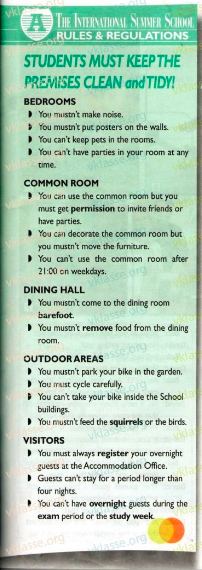 THE INTERNATIONAL SUMMER SCHOOL
RULES & REGULATIONS
STUDENTS MUST KEEP THE
PREMISES CLEAN and TIDY!
BEDROOMS
You mustn't make noise.
You mustn't put posters on the walls.
You can't keep pets in the rooms.
You can't have parties in your room at any
time.
COMMON ROOM
You can use the common room but you
must get permission to invite friends or
have parties.
You can decorate the common room but
you mustn't move the furniture.
You can't use the common room after
21:00 on weekdays.
DINING HALL
You mustn't come to the dining room
barefoot.
You mustn't remove food from the dining
room.
OUTDOOR AREAS
You mustn't park your bike in the garden.
You must cycle carefully.
You can't take your bike inside the School
buildings.
You mustn't feed the squirrels or the birds.
VISITORS
You must always register your overnight
guests at the Accommodation Office.
Guests can't stay for a period longer than
four nights.
You can't have overnight guests during the
exam period or the study week.
vklasse.org